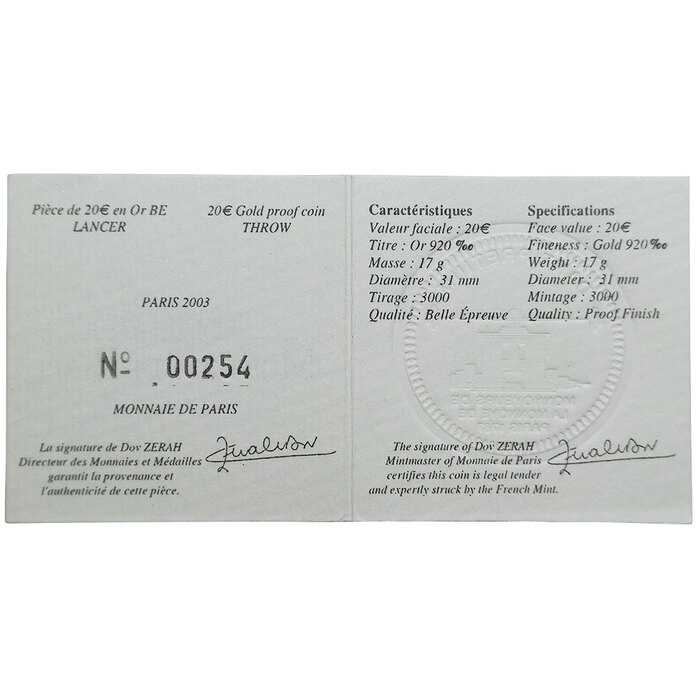 Pièce de 20€ en Or BE
LANCER
20€ Gold proof coin
THROW
PARIS 2003
Nº 00254
MONNAIE DE PARIS
La signature de Dov ZERAH
Directeur des Monnaies et Médailles
garantit la provenance et
l'authenticité de cette pièce.
Caractéristiques
Valeur faciale : 20€
Titre : Or 920 ‰
Masse : 17 g
Diamètre : 31 mm
Tirage : 3000
Qualité : Belle Épreuve
Specifications
Face value : 20€
Fineness : Gold 920 ‰
Weight : 17 g
Diameter : 31 mm
Mintage : 3000
Quality : Proof Finish
The signature of Dov ZERAH
Mintmaster of Monnaie de Paris
certifies this coin is legal tender
and expertly struck by the French Mint.